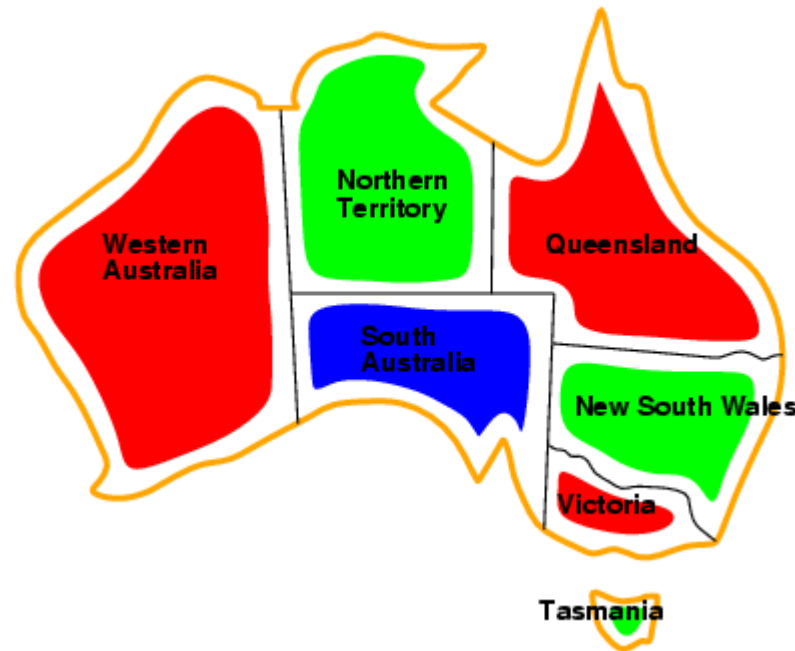 Northern
Territory
Western
Australia
Queensland
South
Australia
New South Wales
Victoria
Tasmania